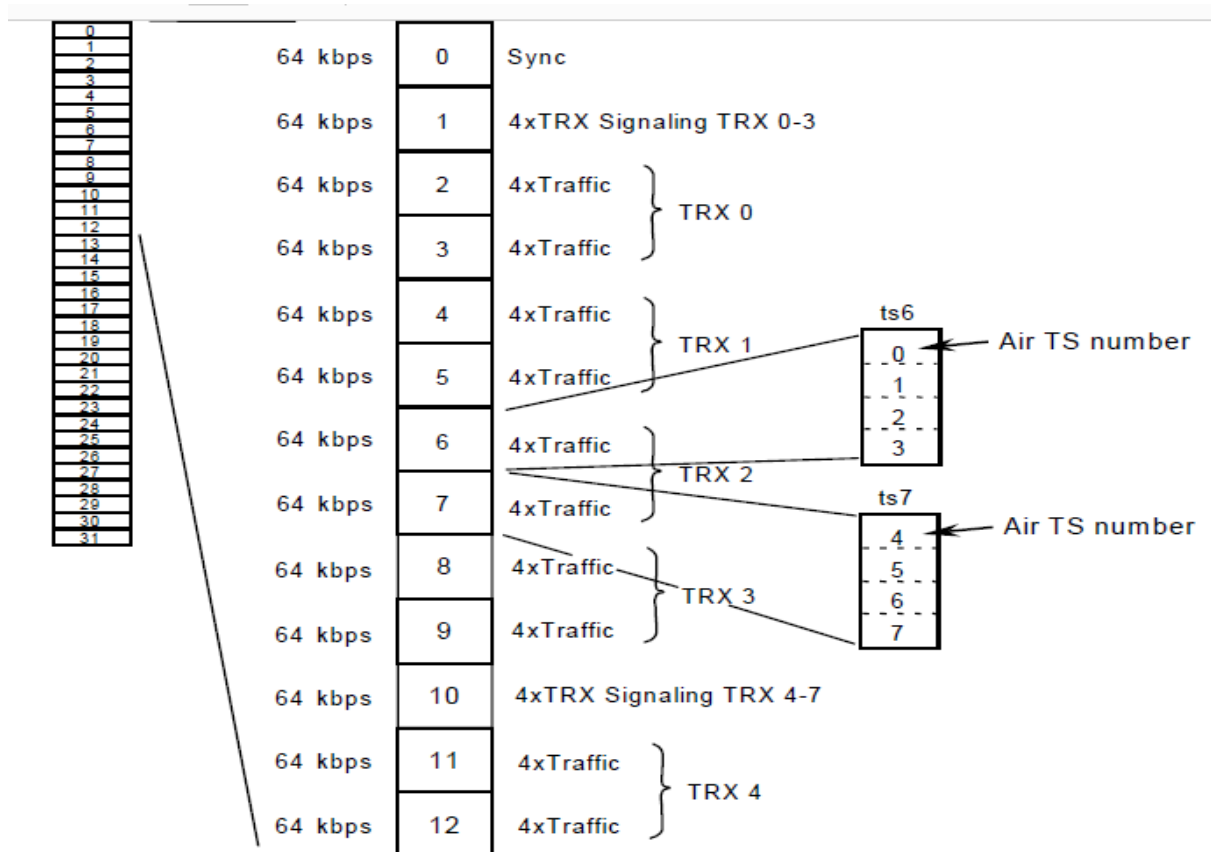 0
1
2
3
4
5
6
7
8
9
10
11
12
13
14
15
16
17
18
19
20
21
22
23
24
25
26
27
28
29
30
31
64 kbps 0 Sync
64 kbps 1 4xTRX Signaling TRX 0-3
64 kbps 2 4xTraffic
TRX 0
64 kbps 3 4xTraffic
64 kbps 4 4xTraffic
TRX 1
64 kbps 5 4xTraffic
64 kbps 6 4xTraffic
TRX 2
64 kbps 7 4xTraffic
64 kbps 8 4xTraffic
TRX 3
64 kbps 9 4xTraffic
64 kbps 10 4xTRX Signaling TRX 4-7
64 kbps 11 4xTraffic
TRX 4
64 kbps 12 4xTraffic
ts6
0 Air TS number
1
2
3
ts7
4 Air TS number
5
6
7